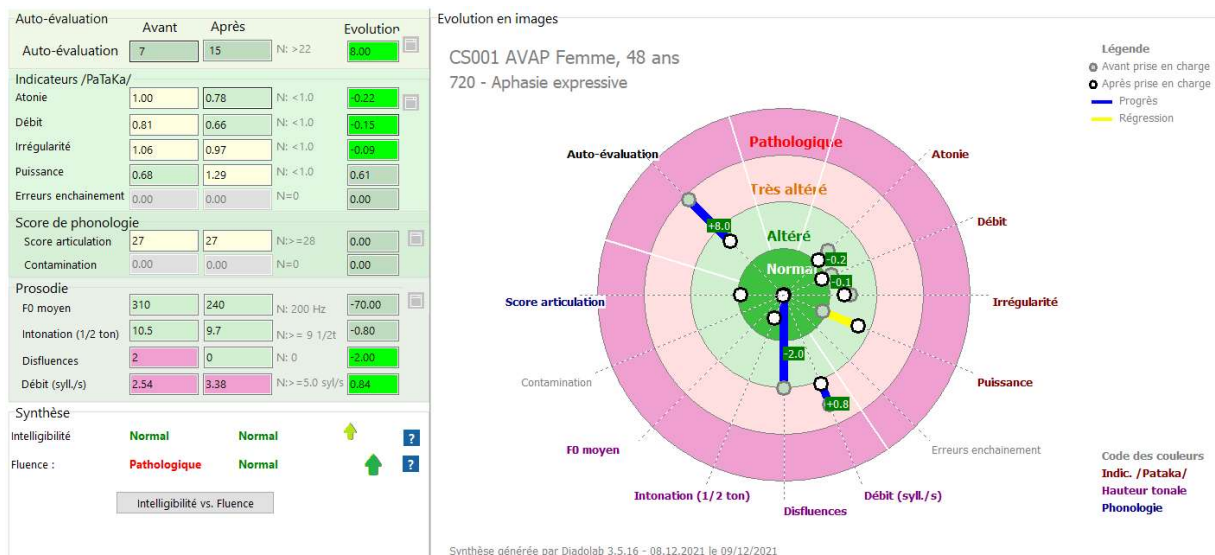 Auto-évaluation
Avant Après Evolution
Auto-évaluation 7 15 N: >22 8.00
Indicateurs /PaTaKa/
Atonie 1.00 0.78 N: <1.0 -0.22
Débit 0.81 0.66 N: <1.0 -0.15
Irrégularité 1.06 0.97 N: <1.0 -0.09
Puissance 0.68 1.29 N: <1.0 0.61
Erreurs enchainement 0.00 0.00 N=0 0.00
Score de phonologie
Score articulation 27 27 N:>=28 0.00
Contamination 0.00 0.00 N=0 0.00
Prosodie
F0 moyen 310 240 N: 200 Hz -70.00
Intonation (1/2 ton) 10.5 9.7 N:>= 9 1/2t -0.80
Disfluences 2 0 N: 0 -2.00
Débit (syll./s) 2.54 3.38 N:>=5.0 syl/s 0.84
Synthèse
Intelligibilité Normal Normal ?
Fluence : Pathologique Normal ?
Intelligibilité vs. Fluence
Evolution en images
CS001 AVAP Femme, 48 ans
720 - Aphasie expressive
Légende
Avant prise en charge
Après prise en charge
Progrès
Régression
Pathologique
Très altéré
Altéré
Norma
Auto-évaluation
Atonie
Débit
Irrégularité
Puissance
Erreurs enchainement
Débit (syll./s)
Disfluences
Intonation (1/2 ton)
F0 moyen
Contamination
Score articulation
+8.0
-0.2
-0.1
-2.0
+0.8
Code des couleurs
Indic. /Pataka/
Hauteur tonale
Phonologie
Synthèse générée par Diadolab 3.5.16 - 08.12.2021 le 09/12/2021